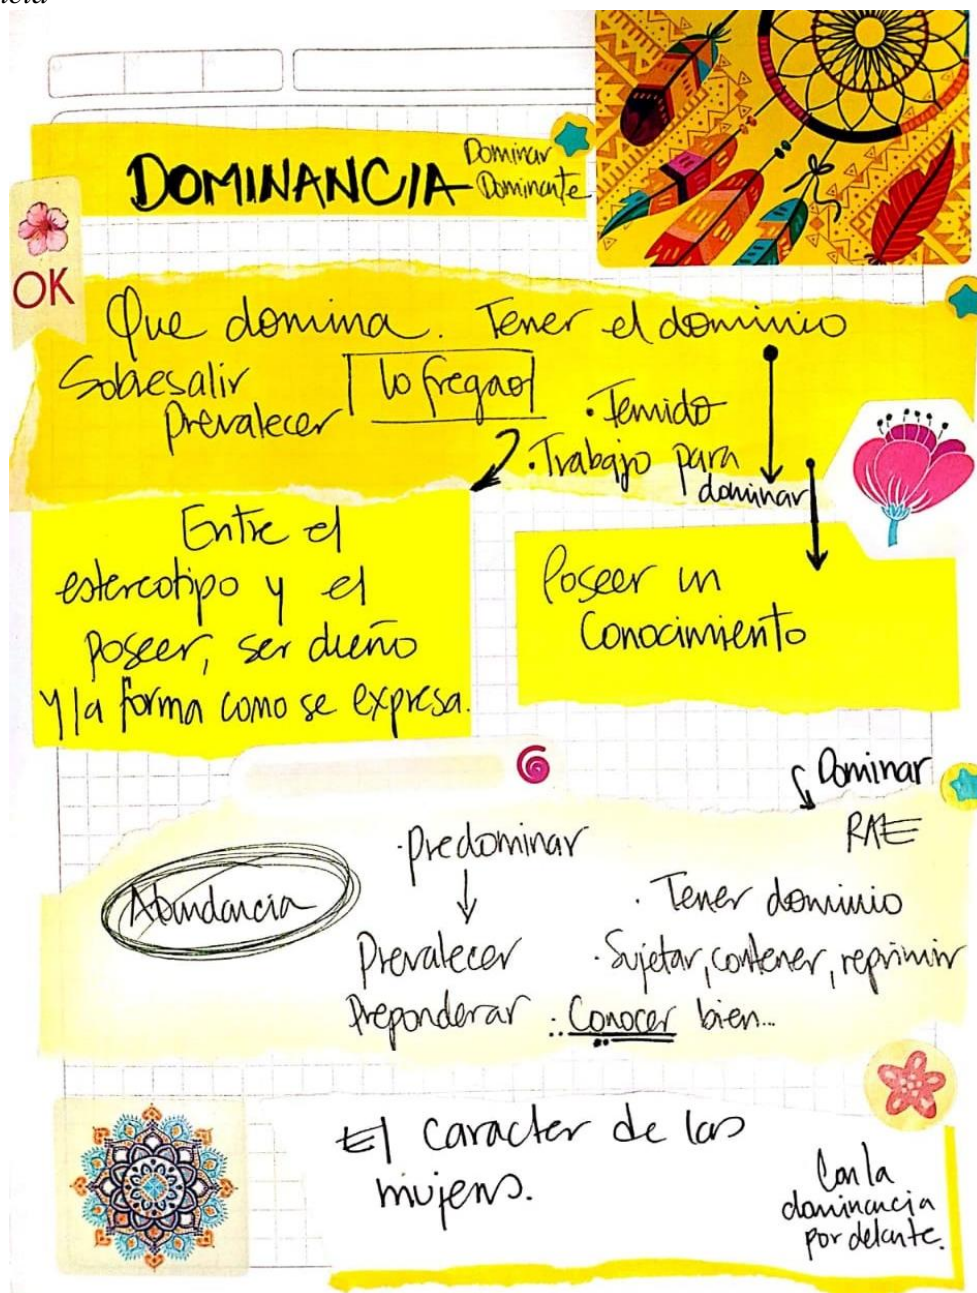 DOMINANCIA
Dominar
Dominante
OK
Que domina. Tener el dominio
Sobresalir
Prevalecer
lo fregao
· Temido
· Trabajo para
dominar
Entre el
estereotipo y el
poseer, ser dueño
y la forma como se expresa.
Poseer un
Conocimiento
Dominar
RAE
· Predominar
Abundancia
· Tener dominio
Prevalecer
· Sujetar, contener, reprimir
Preponderar
Conocer bien...
El caracter de las
mujeres.
Con la
dominancia
por delante.